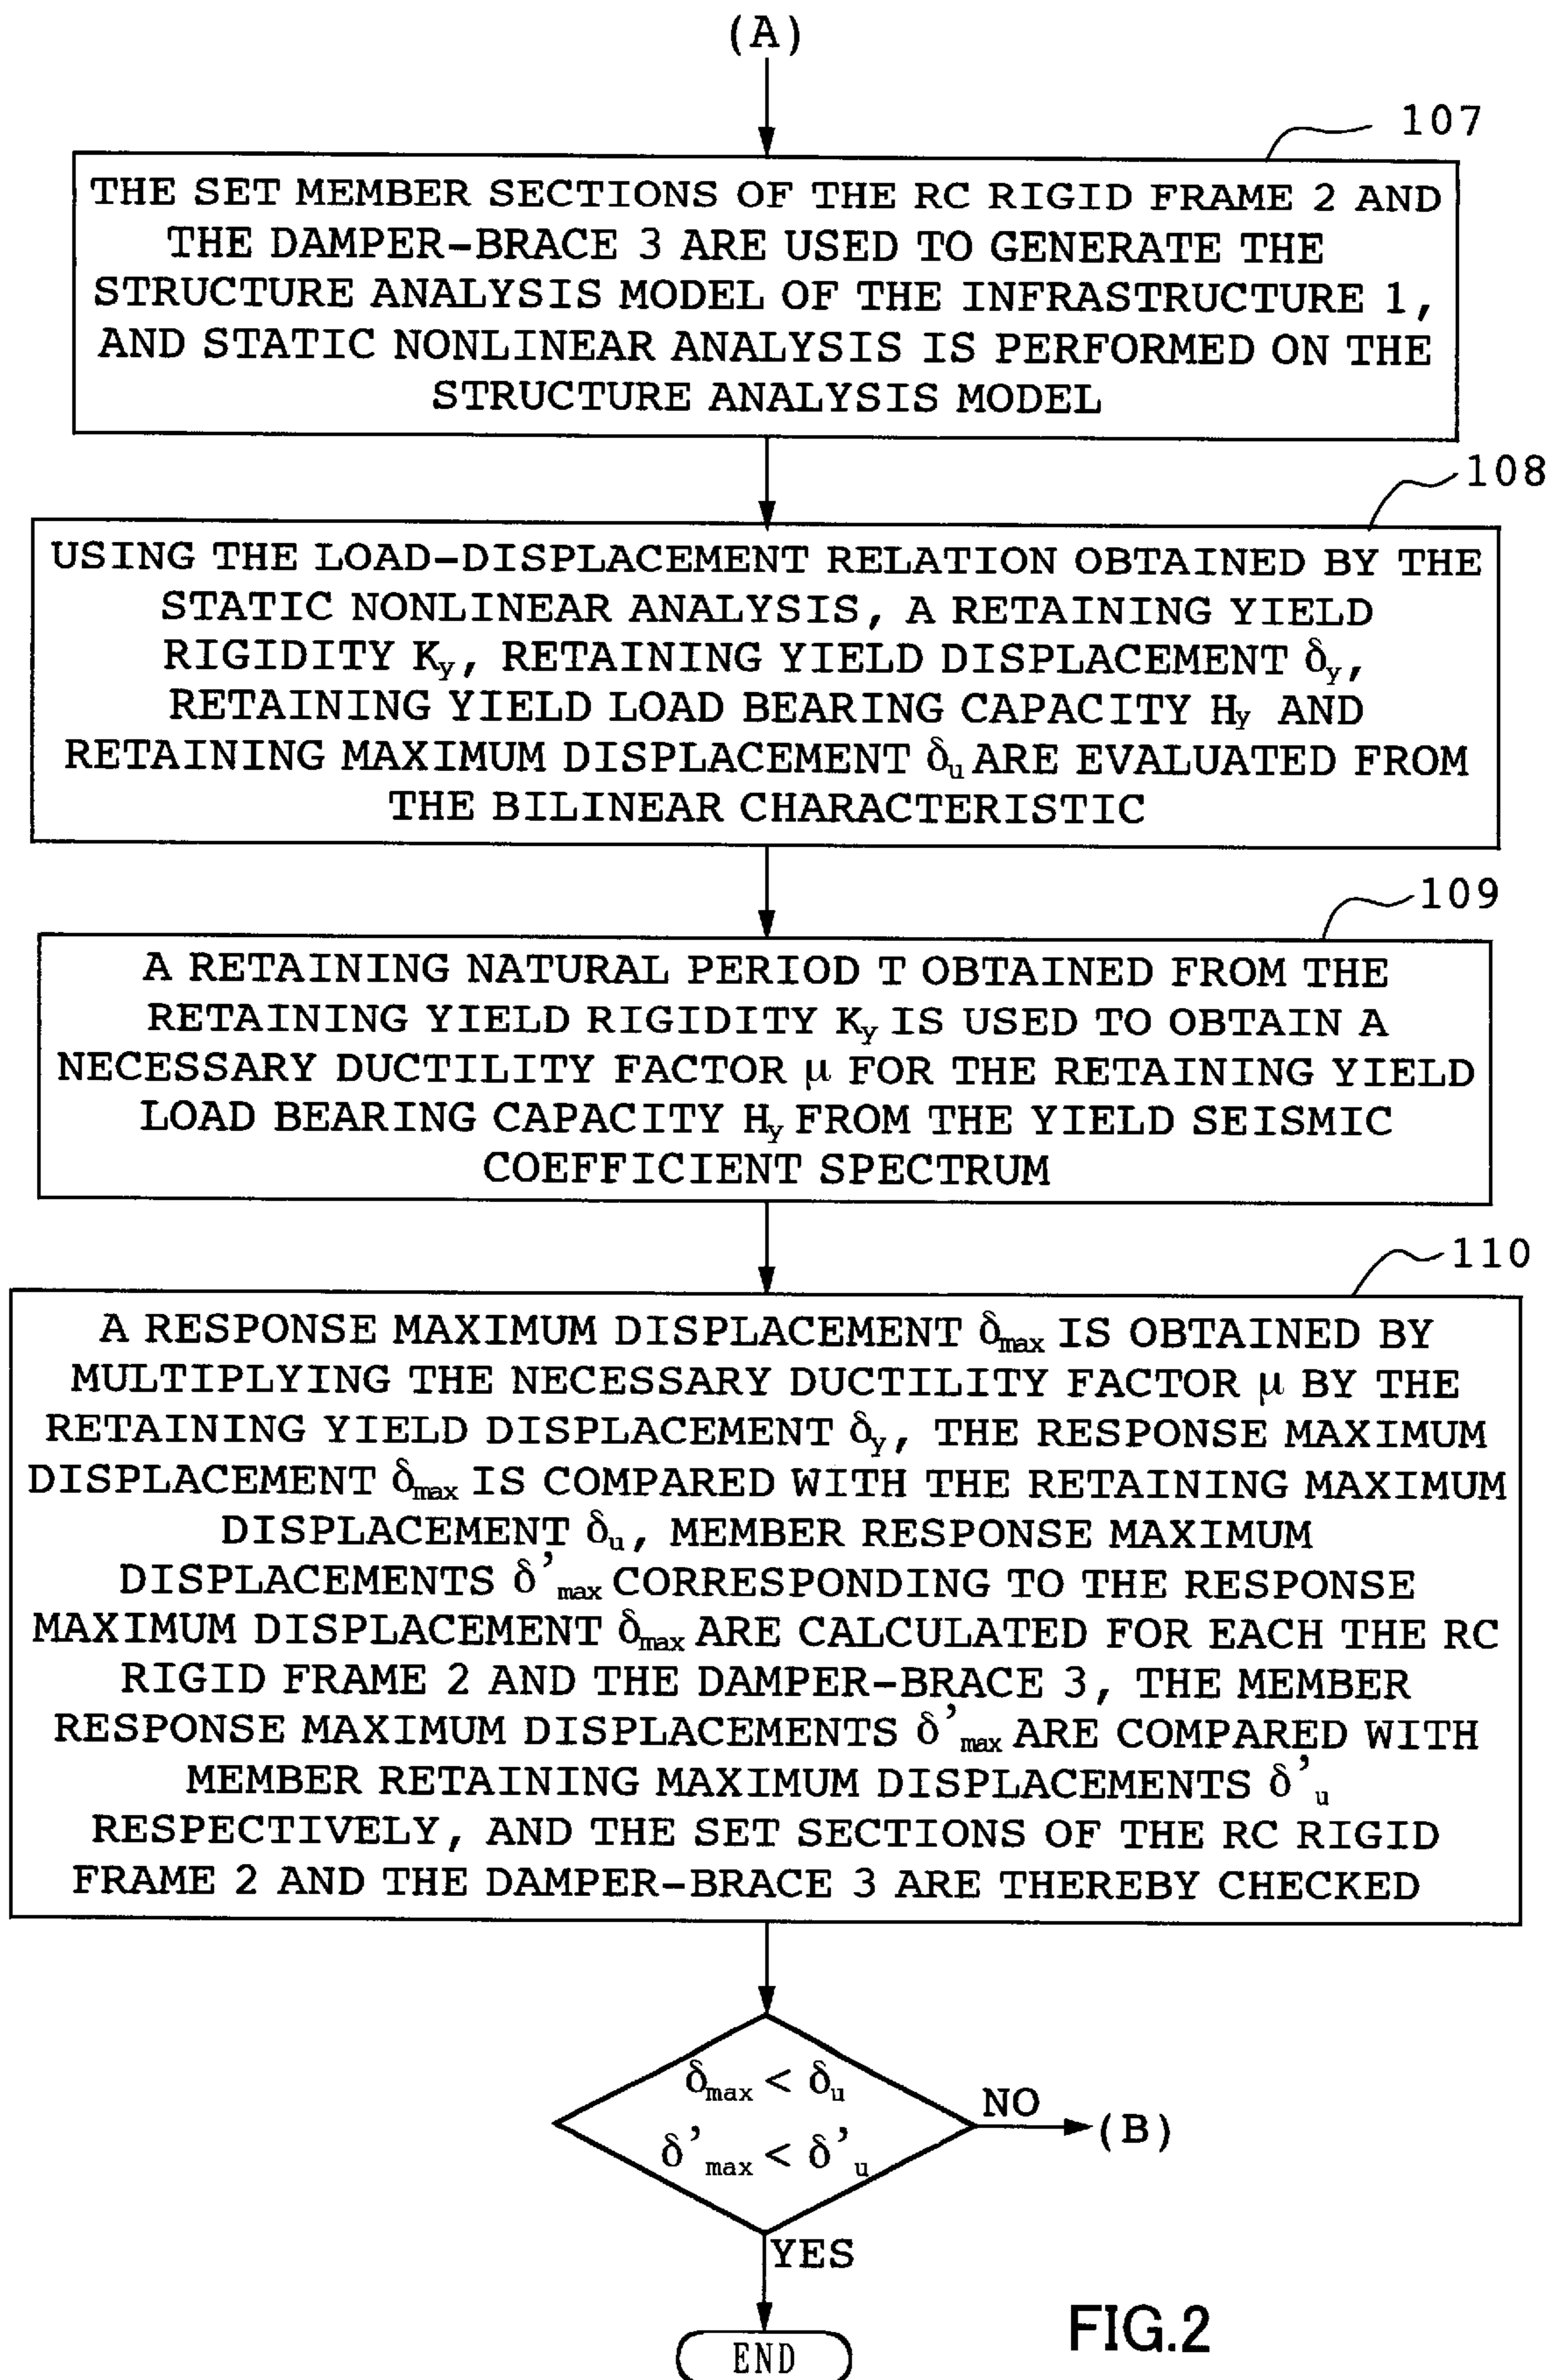 (A)
107
THE SET MEMBER SECTIONS OF THE RC RIGID FRAME 2 AND
THE DAMPER-BRACE 3 ARE USED TO GENERATE THE
STRUCTURE ANALYSIS MODEL OF THE INFRASTRUCTURE 1,
AND STATIC NONLINEAR ANALYSIS IS PERFORMED ON THE
STRUCTURE ANALYSIS MODEL
108
USING THE LOAD-DISPLACEMENT RELATION OBTAINED BY THE
STATIC NONLINEAR ANALYSIS, A RETAINING YIELD
RIGIDITY Ky, RETAINING YIELD DISPLACEMENT δy,
RETAINING YIELD LOAD BEARING CAPACITY Hy AND
RETAINING MAXIMUM DISPLACEMENT δu ARE EVALUATED FROM
THE BILINEAR CHARACTERISTIC
109
A RETAINING NATURAL PERIOD T OBTAINED FROM THE
RETAINING YIELD RIGIDITY Ky IS USED TO OBTAIN A
NECESSARY DUCTILITY FACTOR μ FOR THE RETAINING YIELD
LOAD BEARING CAPACITY Hy FROM THE YIELD SEISMIC
COEFFICIENT SPECTRUM
110
A RESPONSE MAXIMUM DISPLACEMENT δmax IS OBTAINED BY
MULTIPLYING THE NECESSARY DUCTILITY FACTOR μ BY THE
RETAINING YIELD DISPLACEMENT δy, THE RESPONSE MAXIMUM
DISPLACEMENT δmax IS COMPARED WITH THE RETAINING MAXIMUM
DISPLACEMENT δu, MEMBER RESPONSE MAXIMUM
DISPLACEMENTS δ'max CORRESPONDING TO THE RESPONSE
MAXIMUM DISPLACEMENT δmax ARE CALCULATED FOR EACH THE RC
RIGID FRAME 2 AND THE DAMPER-BRACE 3, THE MEMBER
RESPONSE MAXIMUM DISPLACEMENTS δ'max ARE COMPARED WITH
MEMBER RETAINING MAXIMUM DISPLACEMENTS δ'u
RESPECTIVELY, AND THE SET SECTIONS OF THE RC RIGID
FRAME 2 AND THE DAMPER-BRACE 3 ARE THEREBY CHECKED
δmax < δu
δ'max < δ'u
NO
(B)
YES
END
FIG.2